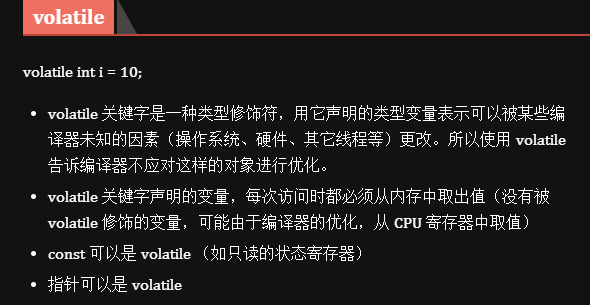 volatile
volatile int i = 10;
• volatile 关键字是一种类型修饰符，用它声明的类型变量表示可以被某些编
译器未知的因素（操作系统、硬件、其它线程等）更改。所以使用 volatile
告诉编译器不应对这样的对象进行优化。
• volatile 关键字声明的变量，每次访问时都必须从内存中取出值（没有被
volatile 修饰的变量，可能由于编译器的优化，从 CPU 寄存器中取值）
• const 可以是 volatile （如只读的状态寄存器）
• 指针可以是 volatile